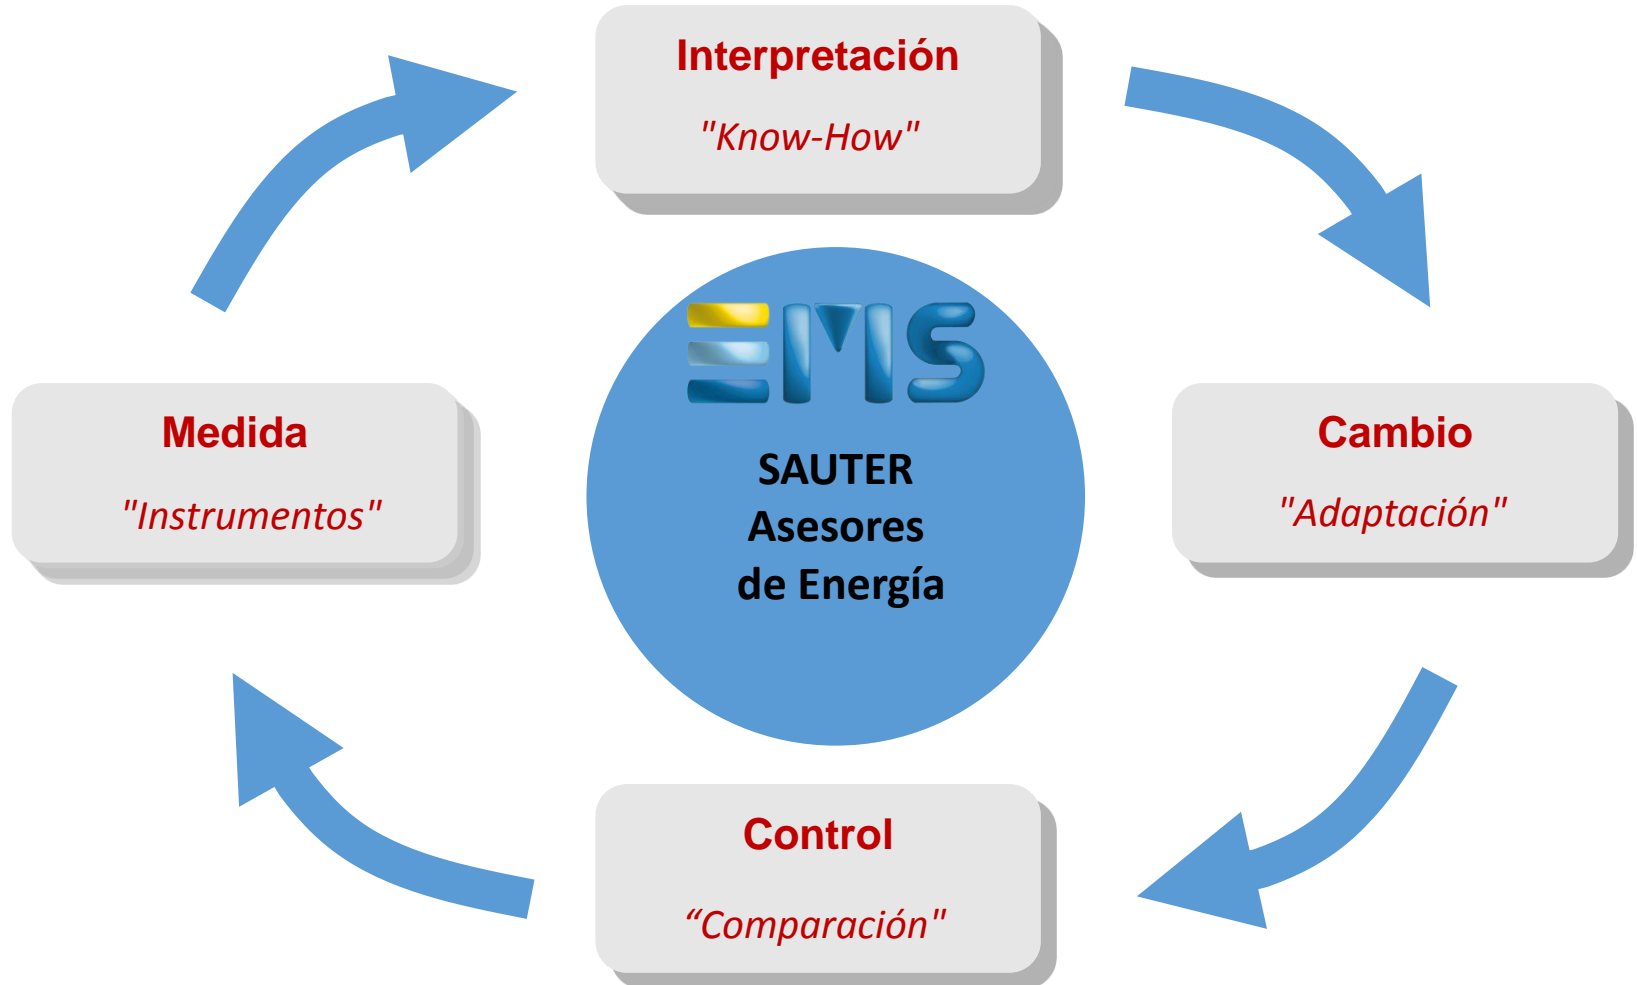 Interpretación
"Know-How"
EMS
SAUTER
Asesores
de Energía
Medida
"Instrumentos"
Cambio
"Adaptación"
Control
“Comparación"